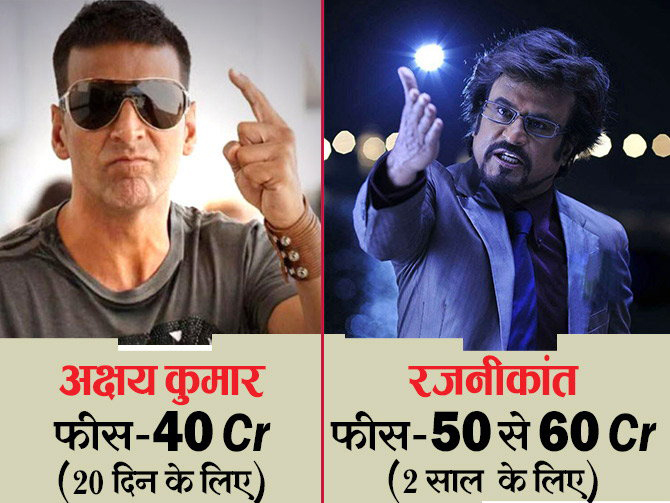 अक्षय कुमार
फीस-40 Cr
(20 दिन के लिए)
रजनीकांत
फीस-50 से 60 Cr
(2 साल के लिए)